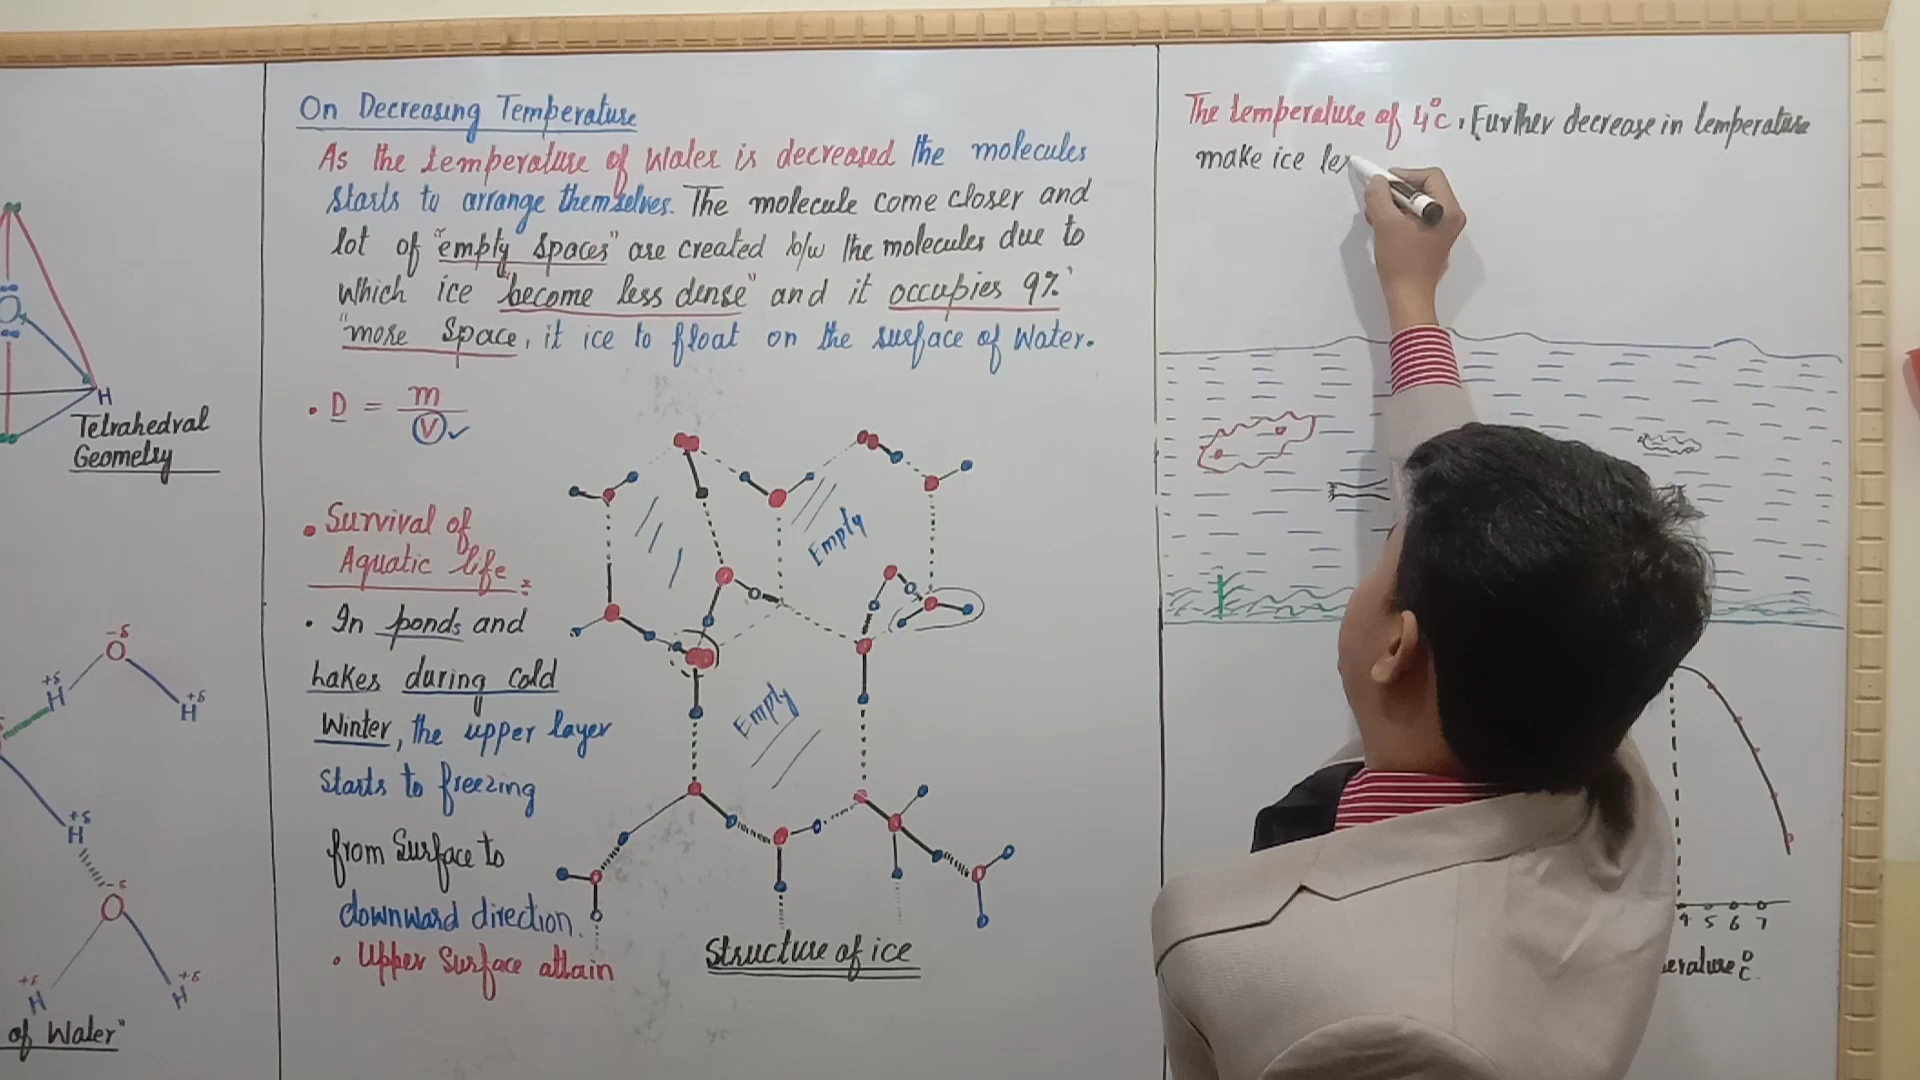 Tetrahedral
Geometry
H
O
-δ
O
+δ
H
+δ
H
+δ
H
-δ
O
+δ
H
+δ
H
of Water"
On Decreasing Temperature
As the temperature of Water is decreased the molecules
starts to arrange themselves. The molecule come closer and
lot of "empty spaces" are created b/w the molecules due to
which ice "become less dense" and it occupies 9%
"more space, it ice to float on the surface of Water.
• D = m
V
• Survival of
Aquatic life :
• In ponds and
Lakes during cold
Winter, the upper layer
starts to freezing
from Surface to
downward direction.
• Upper Surface attain
Empty
Empty
Structure of ice
The temperature of 4°C, Further decrease in temperature
make ice les
4 5 6 7
erature °C